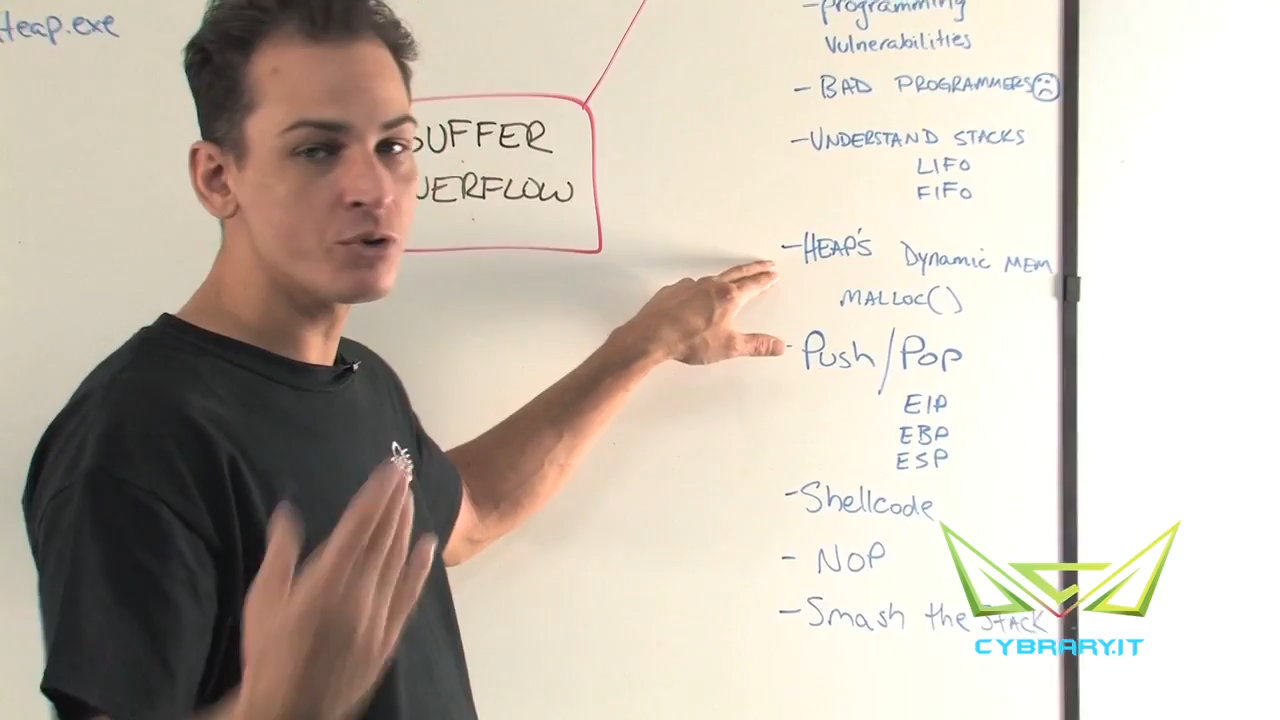 Heap.exe
BUFFER
OVERFLOW
-programming
Vulnerabilities
- BAD PROGRAMMERS
-UNDERSTAND STACKS
LIFO
FIFO
-HEAP'S Dynamic MEM
MALLOC()
- Push/Pop
EIP
EBP
ESP
-Shellcode
- NOP
- Smash the STACK
CYBRARY.IT